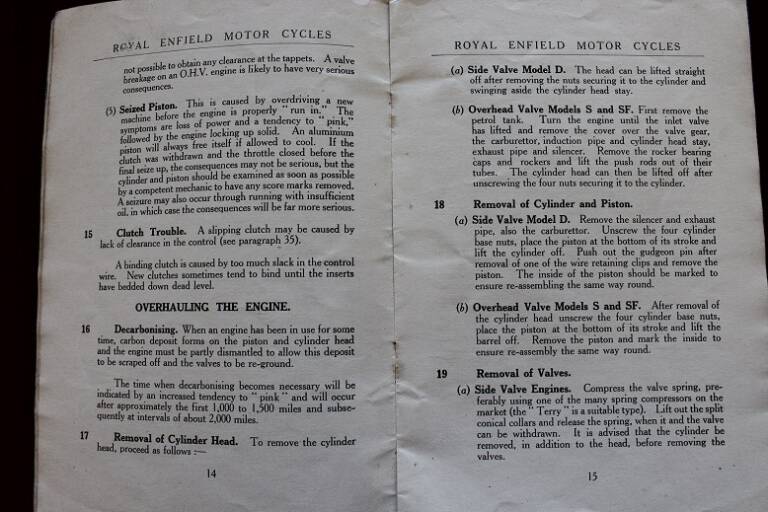 ROYAL ENFIELD MOTOR CYCLES
not possible to obtain any clearance at the tappets. A valve
breakage on an O.H.V. engine is likely to have very serious
consequences.
(5) Seized Piston. This is caused by overdriving a new
machine before the engine is properly "run in." The
symptoms are loss of power and a tendency to "pink,"
followed by the engine locking up solid. An aluminium
piston will always free itself if allowed to cool. If the
clutch was withdrawn and the throttle closed before the
final seize up, the consequences may not be serious, but the
cylinder and piston should be examined as soon as possible
by a competent mechanic to have any score marks removed.
A seizure may also occur through running with insufficient
oil, in which case the consequences will be far more serious.
15 Clutch Trouble. A slipping clutch may be caused by
lack of clearance in the control (see paragraph 35).
A binding clutch is caused by too much slack in the control
wire. New clutches sometimes tend to bind until the inserts
have bedded down dead level.
OVERHAULING THE ENGINE.
16 Decarbonising. When an engine has been in use for some
time, carbon deposit forms on the piston and cylinder head
and the engine must be partly dismantled to allow this deposit
to be scraped off and the valves to be re-ground.
The time when decarbonising becomes necessary will be
indicated by an increased tendency to "pink" and will occur
after approximately the first 1,000 to 1,500 miles and subse-
quently at intervals of about 2,000 miles.
17 Removal of Cylinder Head. To remove the cylinder
head, proceed as follows :—
14
ROYAL ENFIELD MOTOR CYCLES
(a) Side Valve Model D. The head can be lifted straight
off after removing the nuts securing it to the cylinder and
swinging aside the cylinder head stay.
(b) Overhead Valve Models S and SF. First remove the
petrol tank. Turn the engine until the inlet valve
has lifted and remove the cover over the valve gear,
the carburettor, induction pipe and cylinder head stay,
exhaust pipe and silencer. Remove the rocker bearing
caps and rockers and lift the push rods out of their
tubes. The cylinder head can then be lifted off after
unscrewing the four nuts securing it to the cylinder.
18 Removal of Cylinder and Piston.
(a) Side Valve Model D. Remove the silencer and exhaust
pipe, also the carburettor. Unscrew the four cylinder
base nuts, place the piston at the bottom of its stroke and
lift the cylinder off. Push out the gudgeon pin after
removal of one of the wire retaining clips and remove the
piston. The inside of the piston should be marked to
ensure re-assembling the same way round.
(b) Overhead Valve Models S and SF. After removal of
the cylinder head unscrew the four cylinder base nuts,
place the piston at the bottom of its stroke and lift the
barrel off. Remove the piston and mark the inside to
ensure re-assembly the same way round.
19 Removal of Valves.
(a) Side Valve Engines. Compress the valve spring, pre-
ferably using one of the many spring compressors on the
market (the "Terry" is a suitable type). Lift out the split
conical collars and release the spring, when it and the valve
can be withdrawn. It is advised that the cylinder be
removed, in addition to the head, before removing the
valves.
15